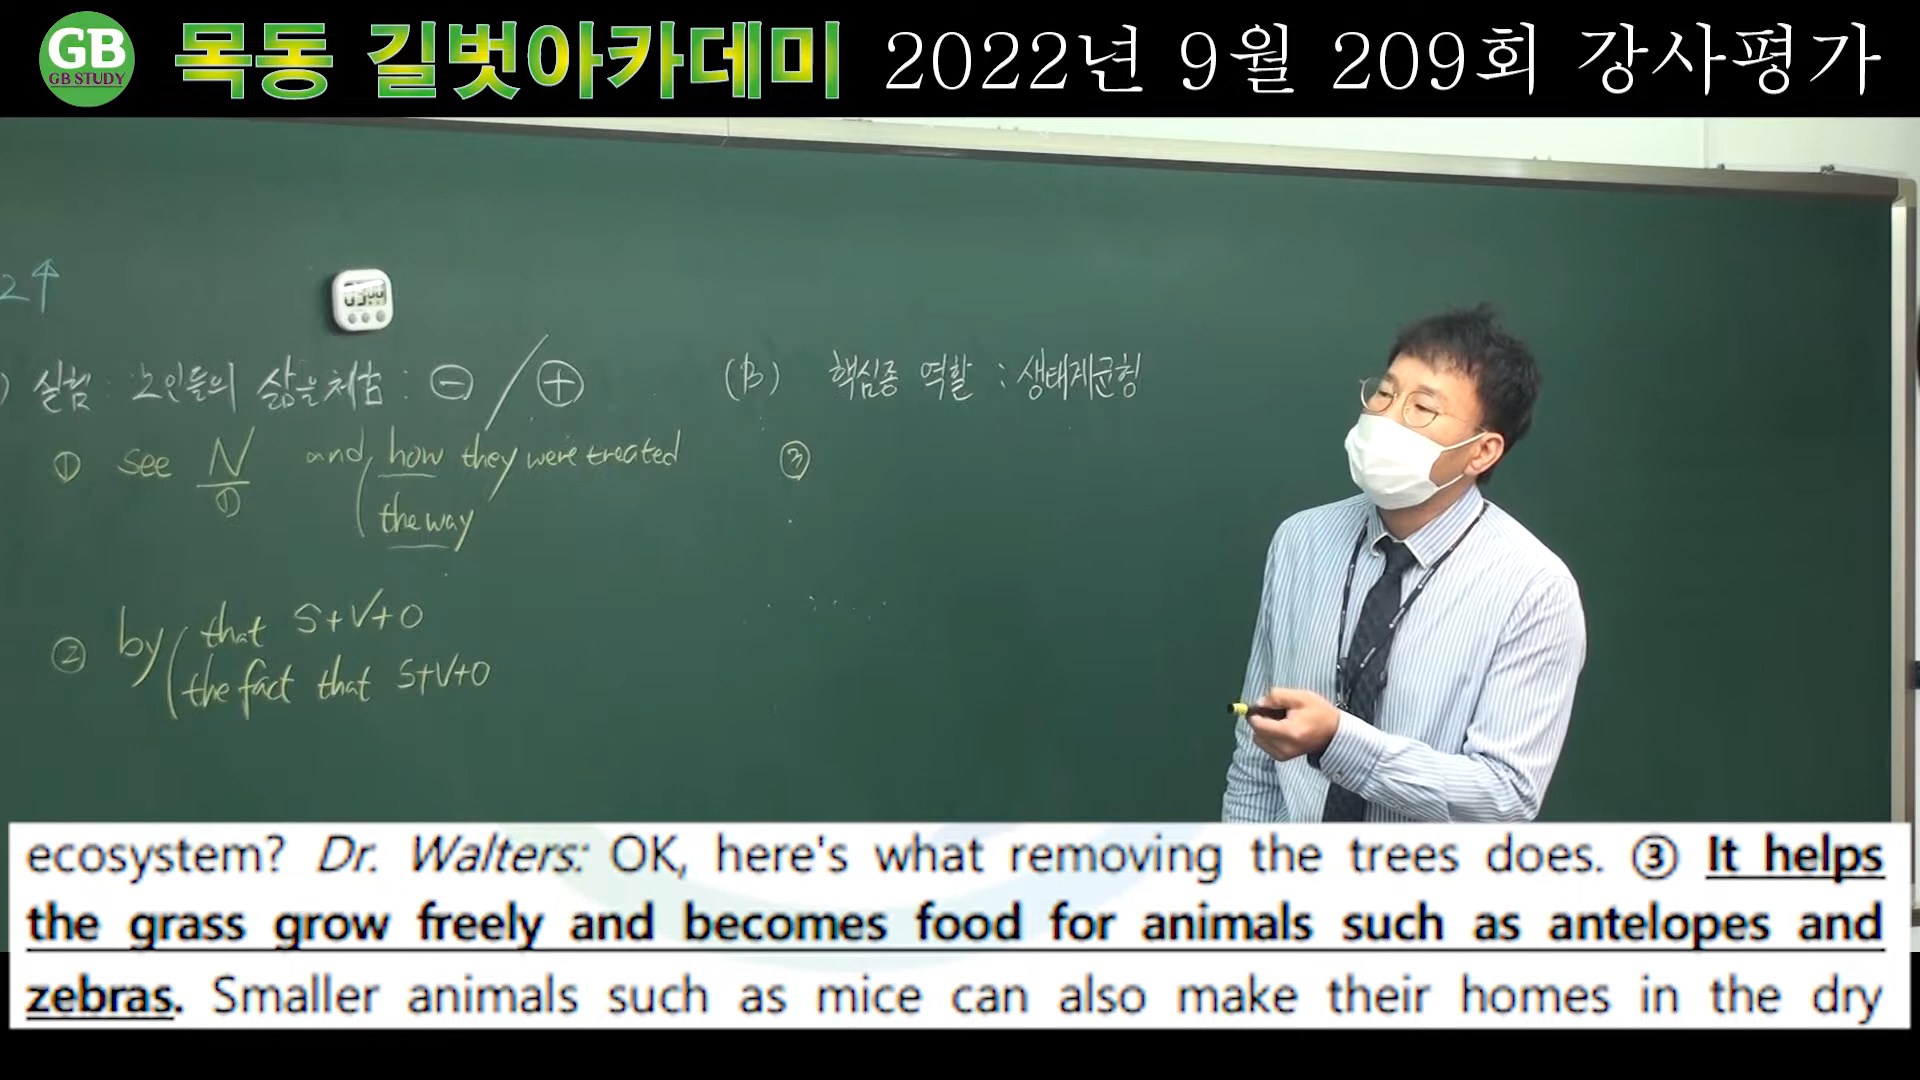 GB
GB STUDY
목동 길벗아카데미 2022년 9월 209회 강사평가
2↑
03:00
) 실험 : 노인들의 삶을체험 : ⊖ / ⊕
① see N and how they were treated
①
the way
② by that S+V+O
the fact that S+V+O
(B) 핵심종 역할 : 생태계균형
③
ecosystem? Dr. Walters: OK, here's what removing the trees does. ③ It helps
the grass grow freely and becomes food for animals such as antelopes and
zebras. Smaller animals such as mice can also make their homes in the dry